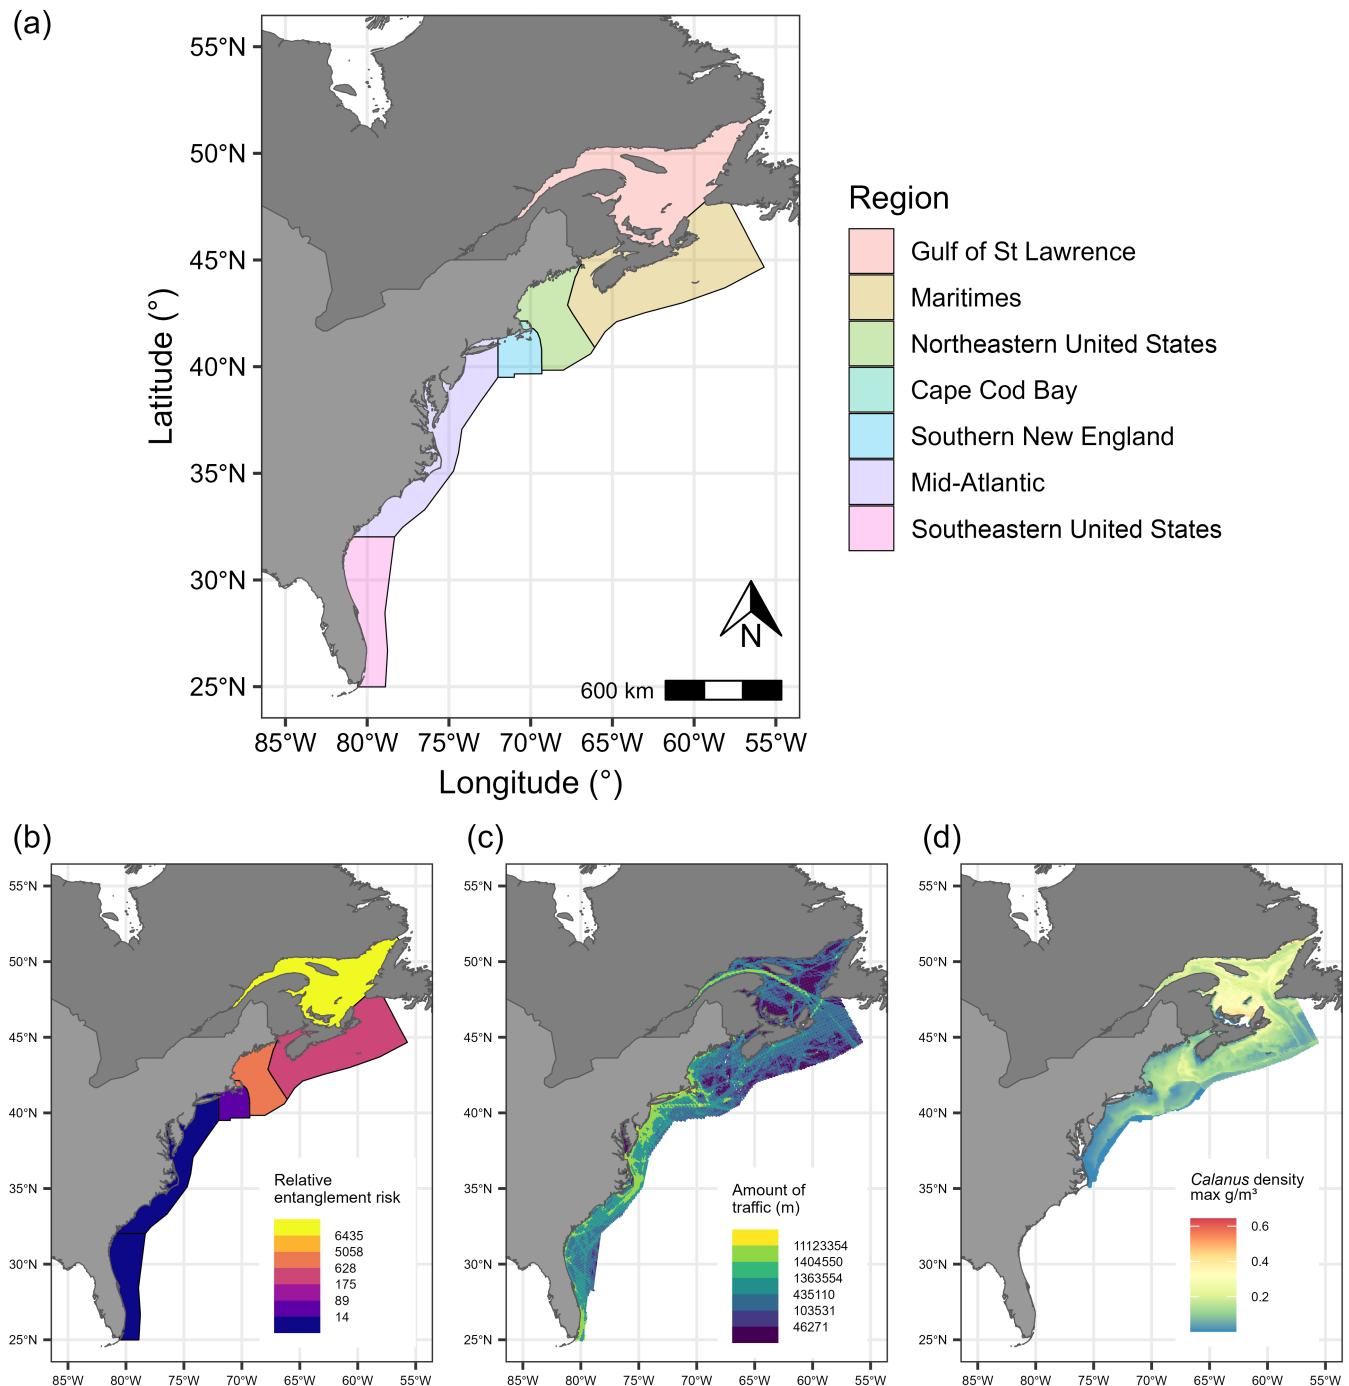 (a)
55°N
50°N
45°N
40°N
35°N
30°N
25°N
Latitude (°)
85°W 80°W 75°W 70°W 65°W 60°W 55°W
Longitude (°)
600 km
N
Region
Gulf of St Lawrence
Maritimes
Northeastern United States
Cape Cod Bay
Southern New England
Mid-Atlantic
Southeastern United States
(b)
55°N
50°N
45°N
40°N
35°N
30°N
25°N
85°W 80°W 75°W 70°W 65°W 60°W 55°W
Relative
entanglement risk
6435
5058
628
175
89
14
(c)
55°N
50°N
45°N
40°N
35°N
30°N
25°N
85°W 80°W 75°W 70°W 65°W 60°W 55°W
Amount of
traffic (m)
11123354
1404550
1363554
435110
103531
46271
(d)
55°N
50°N
45°N
40°N
35°N
30°N
25°N
85°W 80°W 75°W 70°W 65°W 60°W 55°W
Calanus density
max g/m³
0.6
0.4
0.2